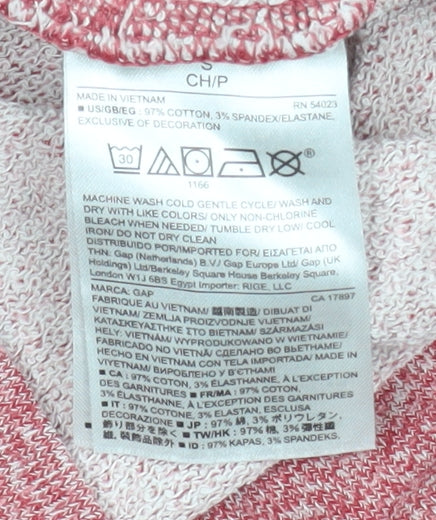 S
CH/P
MADE IN VIETNAM RN 54023
■ US/GB/EG : 97% COTTON, 3% SPANDEX/ELASTANE,
EXCLUSIVE OF DECORATION
30
®
1166
MACHINE WASH COLD GENTLE CYCLE/ WASH AND
DRY WITH LIKE COLORS/ ONLY NON-CHLORINE
BLEACH WHEN NEEDED/ TUMBLE DRY LOW/ COOL
IRON/ DO NOT DRY CLEAN
DISTRIBUIDO POR/IMPORTED FOR/ ΕΙΣΑΓΕΤΑΙ ΑΠΟ
ΤΗΝ: Gap (Netherlands) B.V./ Gap Europe Ltd/ Gap (UK
Holdings) Ltd/Berkeley Square House Berkeley Square,
London W1J 6BS Egypt Importer: RIGE, LLC
MARCA: GAP CA 17897
FABRIQUE AU VIETNAM/ 越南製造/ DIBUAT DI
VIETNAM/ ZEMLJA PROIZVODNJE VIJETNAM/
ΚΑΤΑΣΚΕΥΑΣΤΗΚΕ ΣΤΟ ΒΙΕΤΝΑΜ/ SZÁRMAZÁSI
HELY: VIETNÁM/ WYPRODUKOWANO W WIETNAMIE/
FABRICADO NO VIETNÃ/ СДЕЛАНО ВО ВЬЕТНАМЕ/
HECHO EN VIETNAM CON TELA IMPORTADA/ MADE IN
VIYETNAM/ ВИРОБЛЕНО У В'ЄТНАМІ
■ CA : 97% COTON, 3% ÉLASTHANNE, À L'EXCEPTION
DES GARNITURES ■ FR/MA : 97% COTON, 3%
ÉLASTHANNE, À L'EXCEPTION DES GARNITURES
■ IT : 97% COTONE, 3% ELASTAN, ESCLUSA
DECORAZIONE ■ JP : 97% 綿, 3% ポリウレタン,
飾り部分を除く ■ TW/HK : 97% 棉, 3% 彈性纖
維, 裝飾品除外 ■ ID : 97% KAPAS, 3% SPANDEKS.